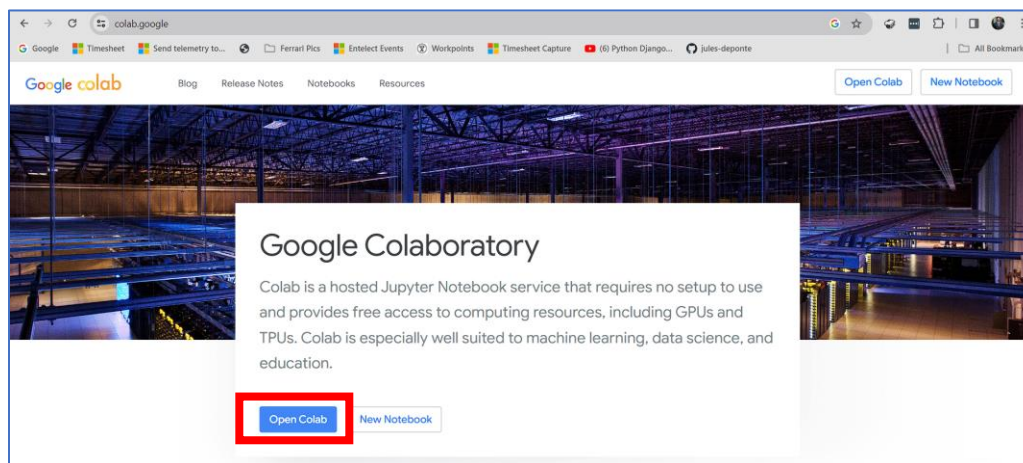 colab.google
Google Timesheet Send telemetry to... Ferrari Pics Entelect Events Workpoints Timesheet Capture (6) Python Django... jules-deponte All Bookmark
Google colab Blog Release Notes Notebooks Resources Open Colab New Notebook
Google Colaboratory
Colab is a hosted Jupyter Notebook service that requires no setup to use
and provides free access to computing resources, including GPUs and
TPUs. Colab is especially well suited to machine learning, data science, and
education.
Open Colab New Notebook